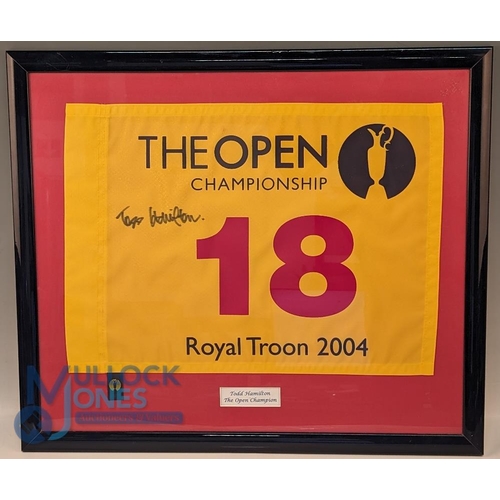 THE OPEN
CHAMPIONSHIP
Todd Hamilton.
18
Royal Troon 2004
MULLOCK
JONES
Todd Hamilton
The Open Champion